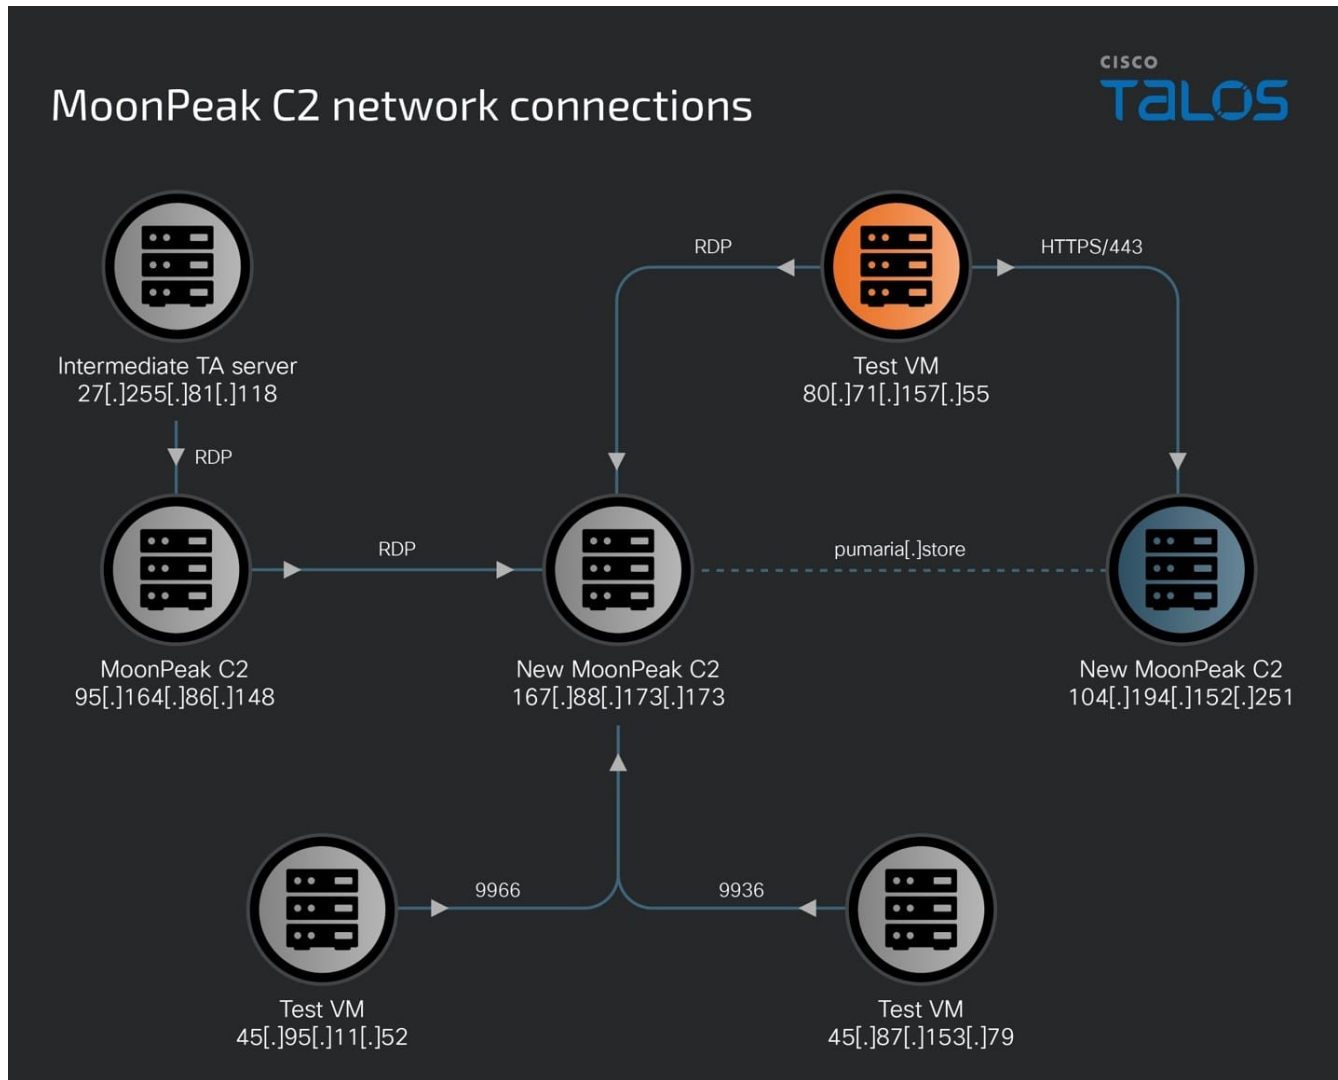 CISCO
TALOS
MoonPeak C2 network connections
RDP
HTTPS/443
Intermediate TA server
27[.]255[.]81[.]118
Test VM
80[.]71[.]157[.]55
RDP
RDP
pumaria[.]store
MoonPeak C2
95[.]164[.]86[.]148
New MoonPeak C2
167[.]88[.]173[.]173
New MoonPeak C2
104[.]194[.]152[.]251
9966
9936
Test VM
45[.]95[.]11[.]52
Test VM
45[.]87[.]153[.]79